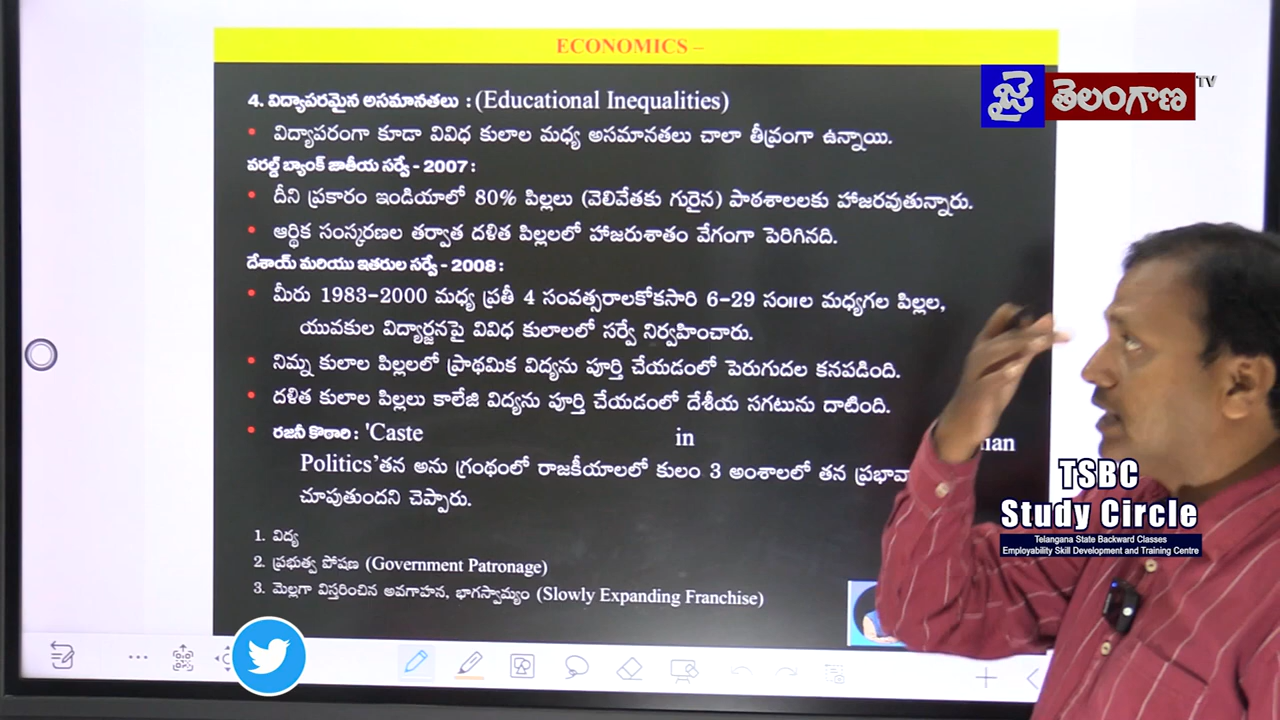 ECONOMICS –
జై తెలంగాణ TV
4. విద్యాపరమైన అసమానతలు : (Educational Inequalities)
• విద్యాపరంగా కూడా వివిధ కులాల మధ్య అసమానతలు చాలా తీవ్రంగా ఉన్నాయి.
వరల్డ్ బ్యాంక్ జాతీయ సర్వే - 2007 :
• దీని ప్రకారం ఇండియాలో 80% పిల్లలు (వెలివేతకు గురైన) పాఠశాలలకు హాజరవుతున్నారు.
• ఆర్థిక సంస్కరణల తర్వాత దళిత పిల్లలలో హాజరుశాతం వేగంగా పెరిగినది.
దేశాయ్ మరియు ఇతరుల సర్వే - 2008 :
• మీరు 1983-2000 మధ్య ప్రతీ 4 సంవత్సరాలకోకసారి 6-29 సం॥ల మధ్యగల పిల్లల,
యువకుల విద్యార్జనపై వివిధ కులాలలో సర్వే నిర్వహించారు.
• నిమ్న కులాల పిల్లలలో ప్రాథమిక విద్యను పూర్తి చేయడంలో పెరుగుదల కనపడింది.
• దళిత కులాల పిల్లలు కాలేజి విద్యను పూర్తి చేయడంలో దేశీయ సగటును దాటింది.
• రజనీ కొఠారి : 'Caste in
Politics'తన అను గ్రంథంలో రాజకీయాలలో కులం 3 అంశాలలో తన
చూపుతుందని చెప్పారు.
1. విద్య
2. ప్రభుత్వ పోషణ (Government Patronage)
3. మెల్లగా విస్తరించిన అవగాహన, భాగస్వామ్యం (Slowly Expanding Franchise)
TSBC
Study Circle
Telangana State Backward Classes
Employability Skill Development and Training Centre